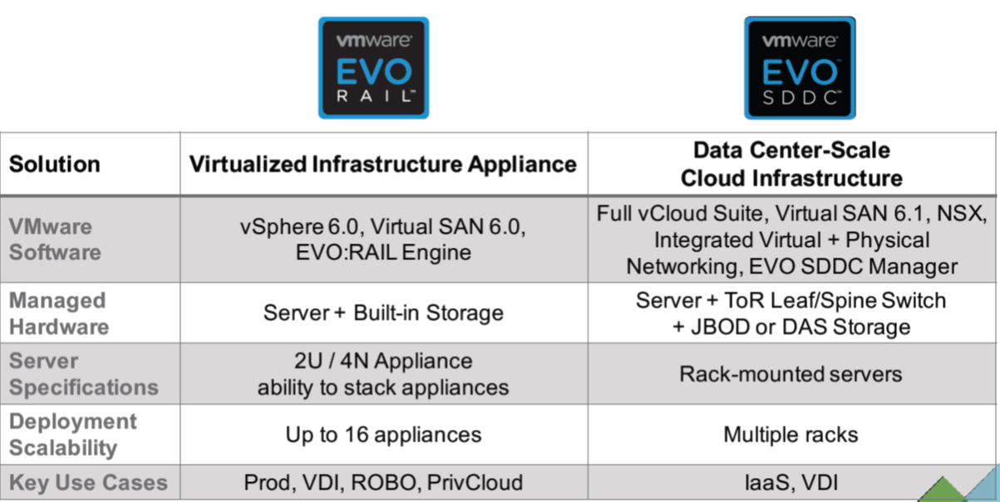 vmware
EVO
RAIL™
vmware
EVO™
SDDC™
Solution
Virtualized Infrastructure Appliance
Data Center-Scale
Cloud Infrastructure
VMware
Software
vSphere 6.0, Virtual SAN 6.0,
EVO:RAIL Engine
Full vCloud Suite, Virtual SAN 6.1, NSX,
Integrated Virtual + Physical
Networking, EVO SDDC Manager
Managed
Hardware
Server + Built-in Storage
Server + ToR Leaf/Spine Switch
+ JBOD or DAS Storage
Server
Specifications
2U / 4N Appliance
ability to stack appliances
Rack-mounted servers
Deployment
Scalability
Up to 16 appliances
Multiple racks
Key Use Cases
Prod, VDI, ROBO, PrivCloud
IaaS, VDI